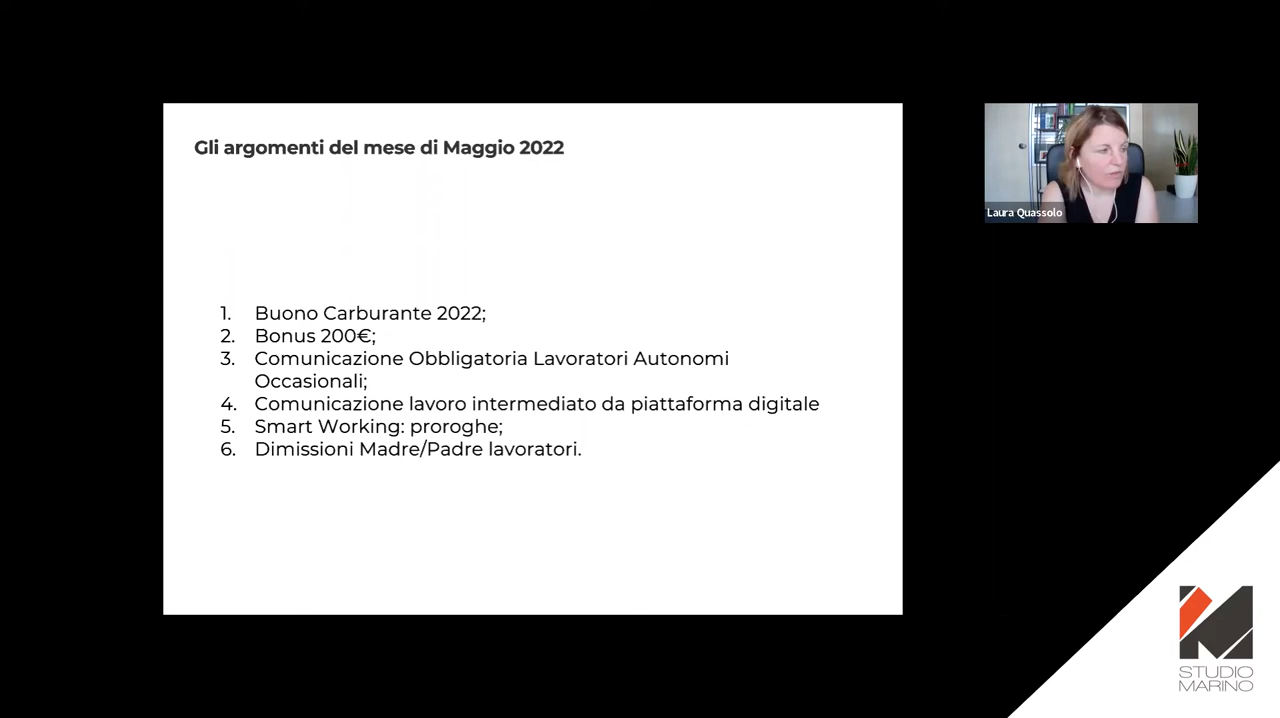 Gli argomenti del mese di Maggio 2022
1. Buono Carburante 2022;
2. Bonus 200€;
3. Comunicazione Obbligatoria Lavoratori Autonomi
Occasionali;
4. Comunicazione lavoro intermediato da piattaforma digitale
5. Smart Working: proroghe;
6. Dimissioni Madre/Padre lavoratori.
Laura Quassolo
STUDIO
MARINO